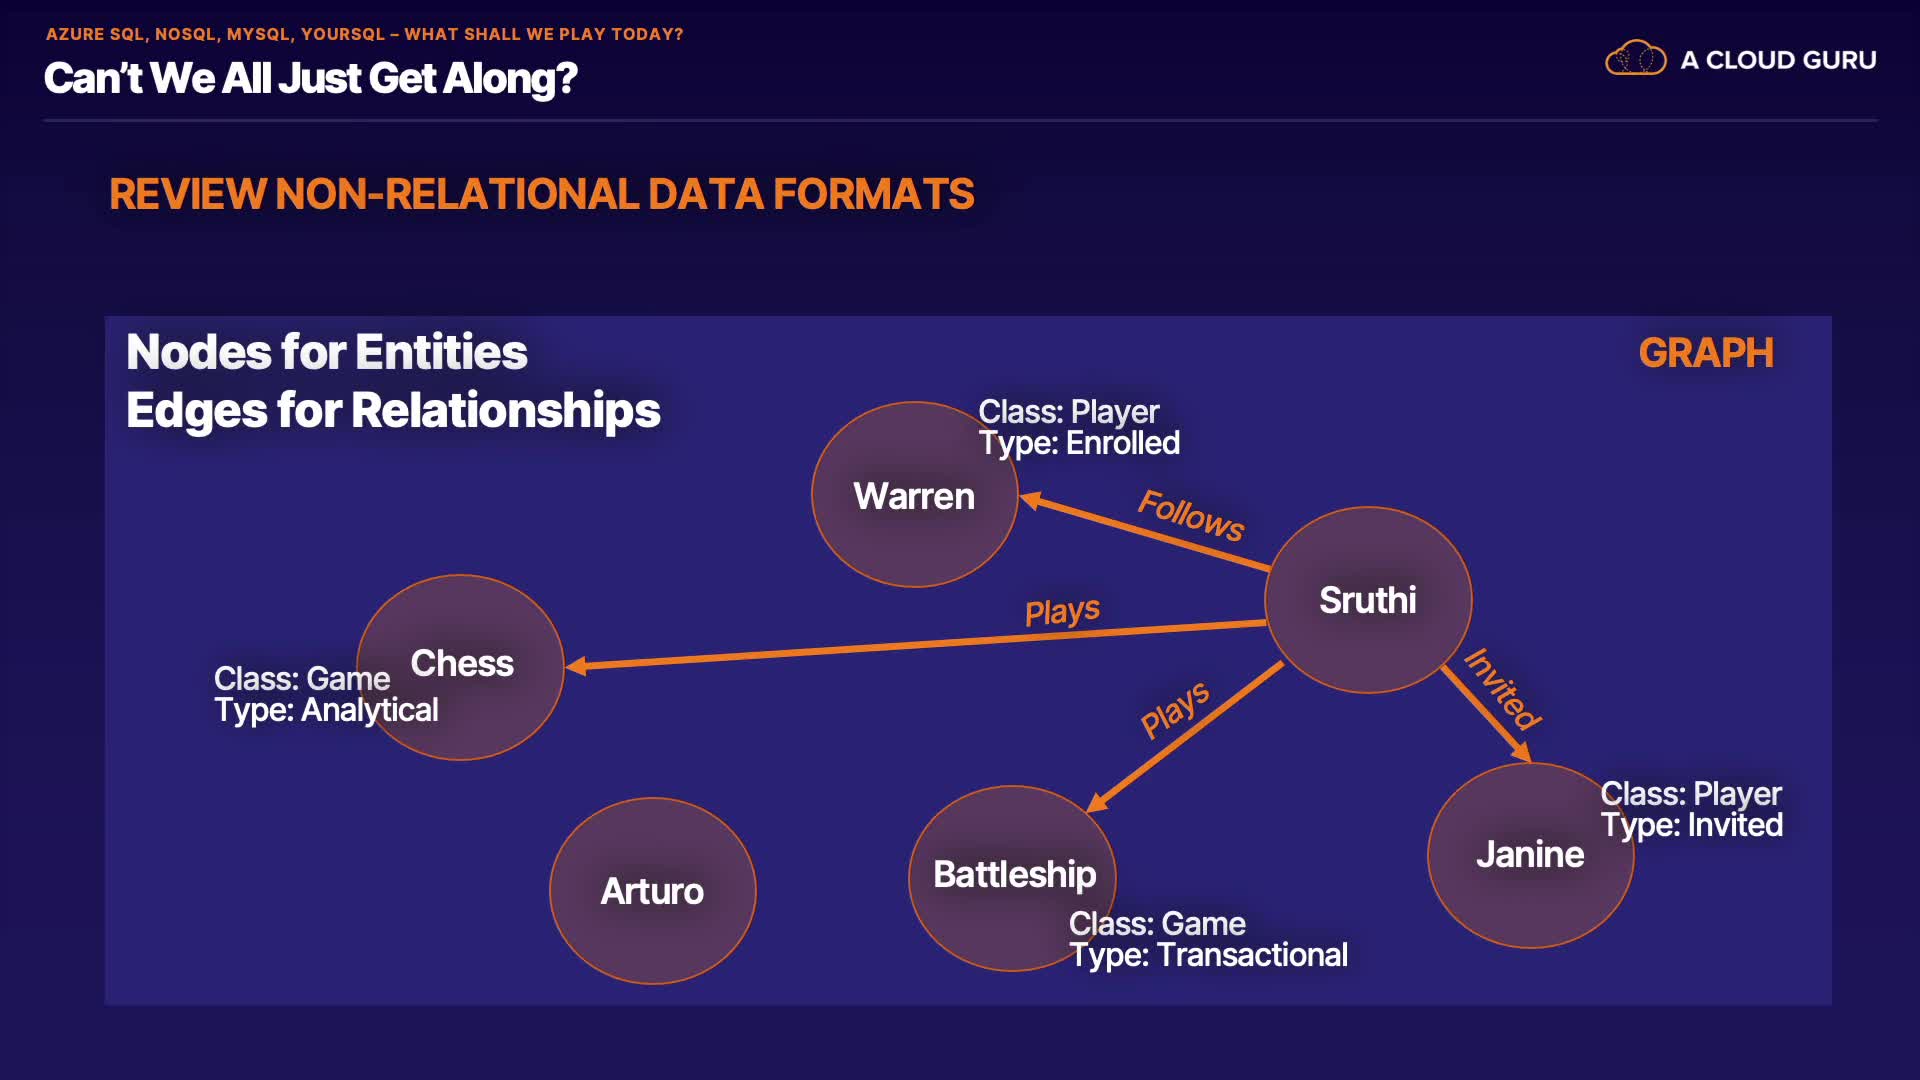 AZURE SQL, NOSQL, MYSQL, YOURSQL – WHAT SHALL WE PLAY TODAY?
Can't We All Just Get Along?
A CLOUD GURU
REVIEW NON-RELATIONAL DATA FORMATS
Nodes for Entities
Edges for Relationships
GRAPH
Class: Player
Type: Enrolled
Warren
Follows
Sruthi
Plays
Chess
Class: Game
Type: Analytical
Plays
Invited
Class: Player
Type: Invited
Janine
Arturo
Battleship
Class: Game
Type: Transactional